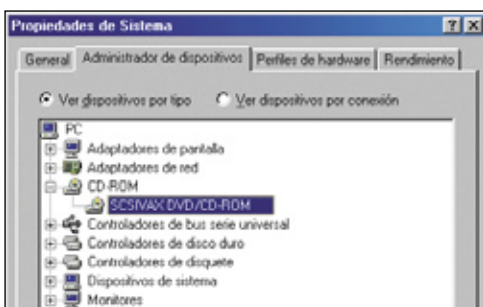 Propiedades de Sistema
General Administrador de dispositivos Perfiles de hardware Rendimiento
Ver dispositivos por tipo Ver dispositivos por conexión
PC
Adaptadores de pantalla
Adaptadores de red
CD-ROM
SCSIVAX DVD/CD-ROM
Controladores de bus serie universal
Controladores de disco duro
Controladores de disquete
Dispositivos de sistema
Monitores